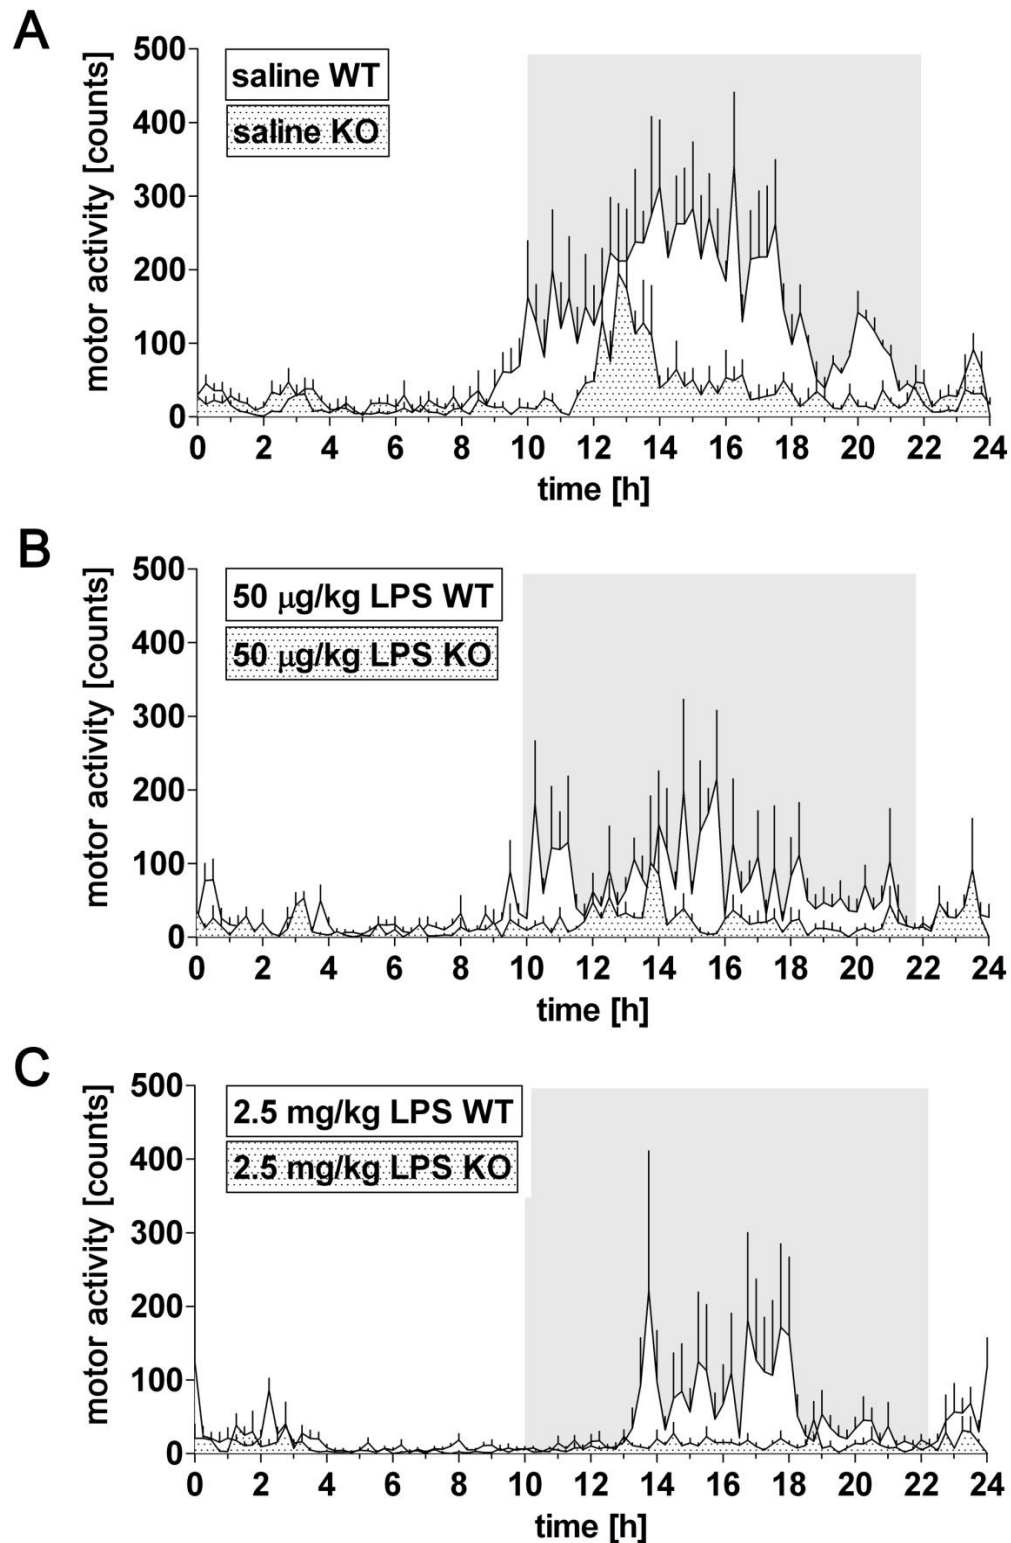 A
motor activity [counts]
500
400
300
200
100
0
saline WT
saline KO
0 2 4 6 8 10 12 14 16 18 20 22 24
time [h]
B
motor activity [counts]
500
400
300
200
100
0
50 μg/kg LPS WT
50 μg/kg LPS KO
0 2 4 6 8 10 12 14 16 18 20 22 24
time [h]
C
motor activity [counts]
500
400
300
200
100
0
2.5 mg/kg LPS WT
2.5 mg/kg LPS KO
0 2 4 6 8 10 12 14 16 18 20 22 24
time [h]